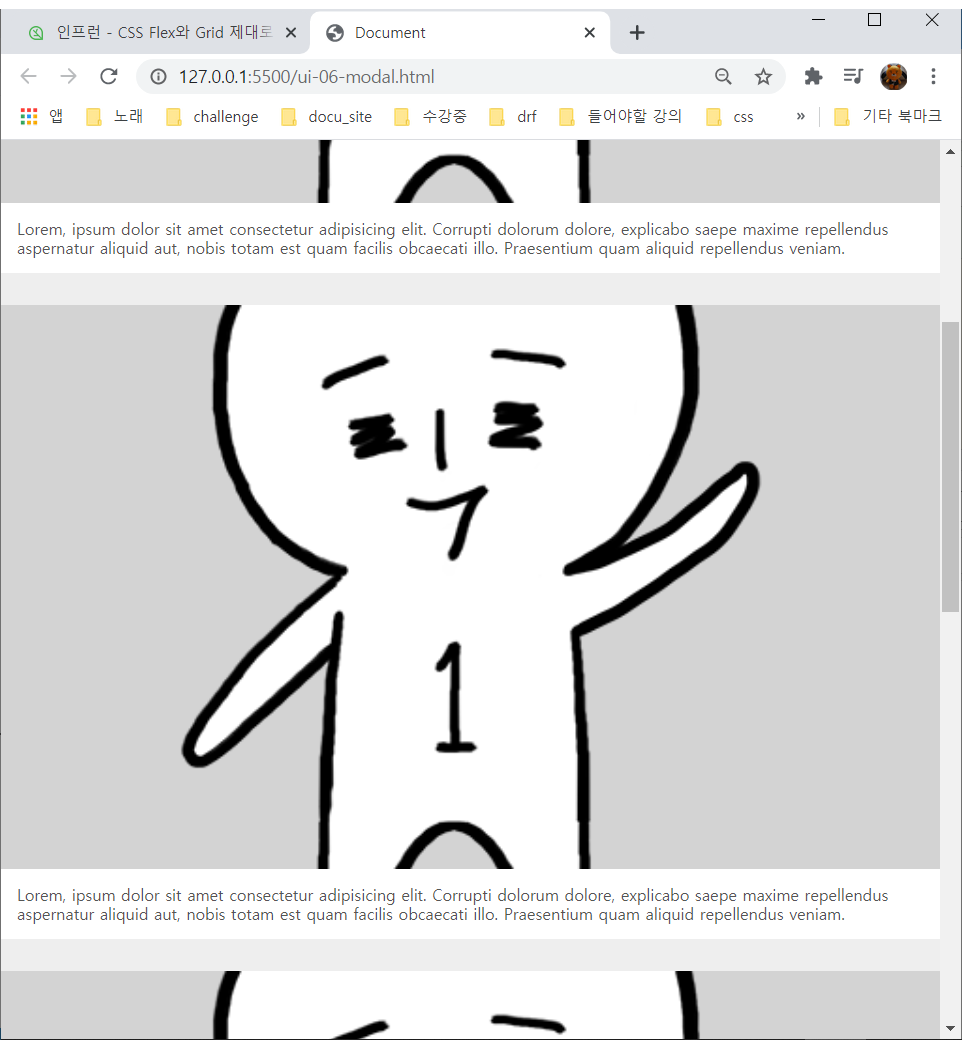 인프런 - CSS Flex와 Grid 제대로
Document
127.0.0.1:5500/ui-06-modal.html
앱 노래 challenge docu_site 수강중 drf 들어야할 강의 css » 기타 북마크
Lorem, ipsum dolor sit amet consectetur adipisicing elit. Corrupti dolorum dolore, explicabo saepe maxime repellendus
aspernatur aliquid aut, nobis totam est quam facilis obcaecati illo. Praesentium quam aliquid repellendus veniam.
1
Lorem, ipsum dolor sit amet consectetur adipisicing elit. Corrupti dolorum dolore, explicabo saepe maxime repellendus
aspernatur aliquid aut, nobis totam est quam facilis obcaecati illo. Praesentium quam aliquid repellendus veniam.